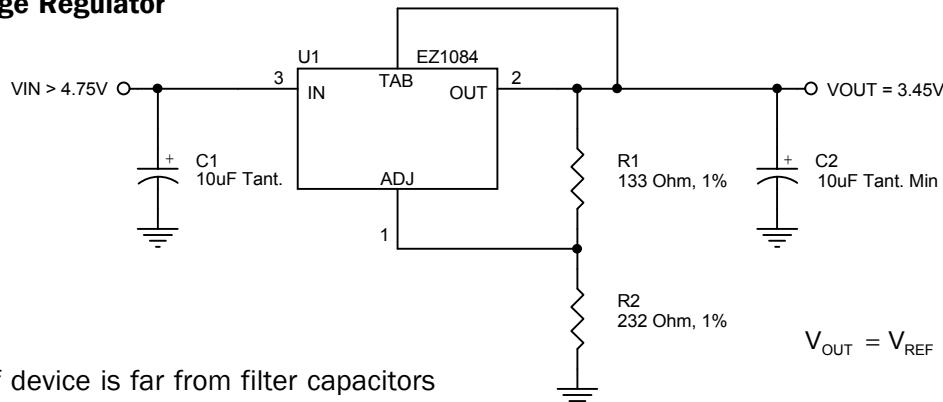 ge Regulator
U1
EZ1084
VIN > 4.75V
3
IN
TAB
OUT
2
VOUT = 3.45V
+
C1
10uF Tant.
R1
133 Ohm, 1%
+
C2
10uF Tant. Min
ADJ
1
R2
232 Ohm, 1%
V_OUT = V_REF
f device is far from filter capacitors